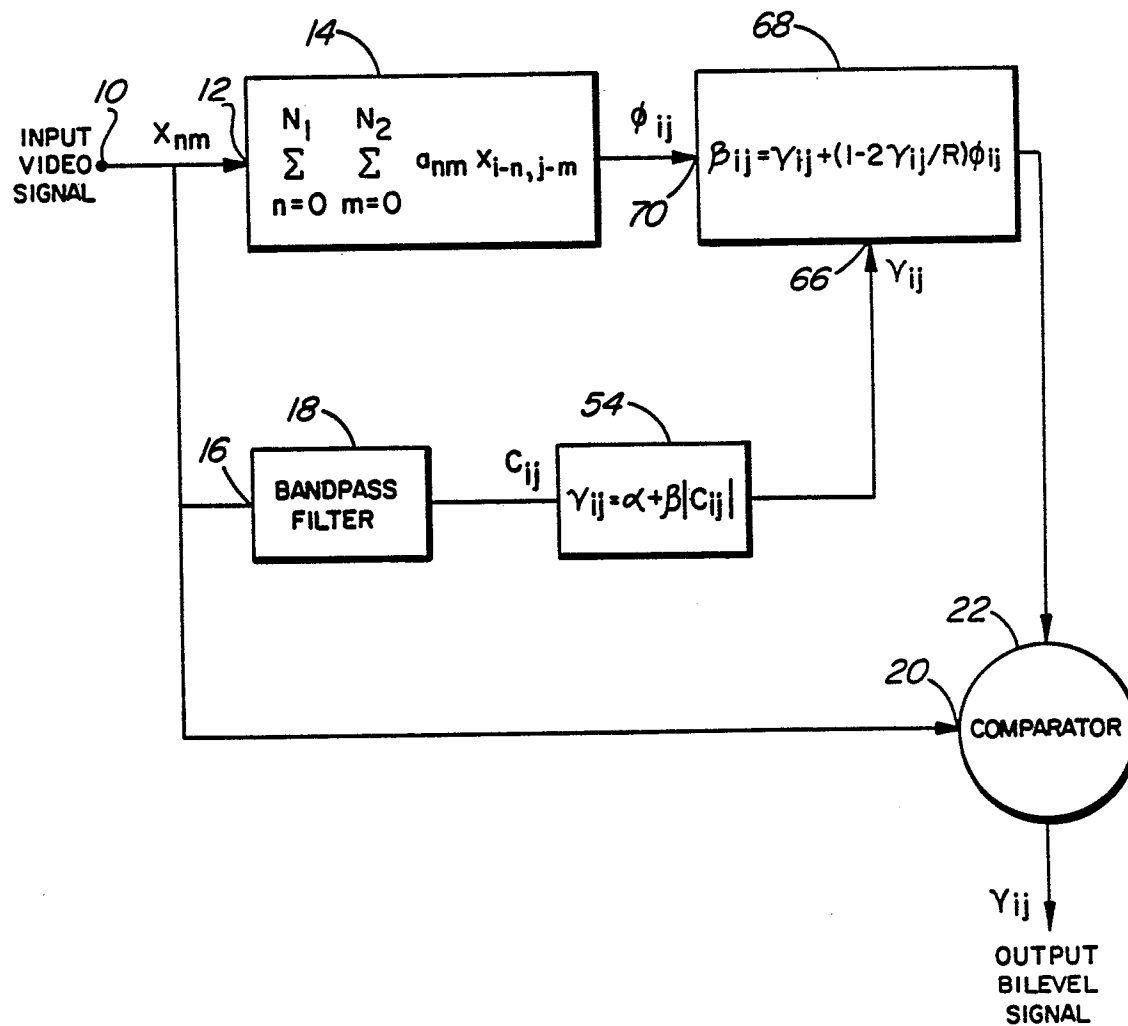 14
68
10
12
INPUT
VIDEO
SIGNAL
Xnm
N1 N2
Σ Σ anm xi-n, j-m
n=0 m=0
ϕij
70
βij=γij+(1-2γij/R)ϕij
66
γij
18
54
16
BANDPASS
FILTER
Cij
γij=α+β|Cij|
22
20
COMPARATOR
Yij
OUTPUT
BILEVEL
SIGNAL